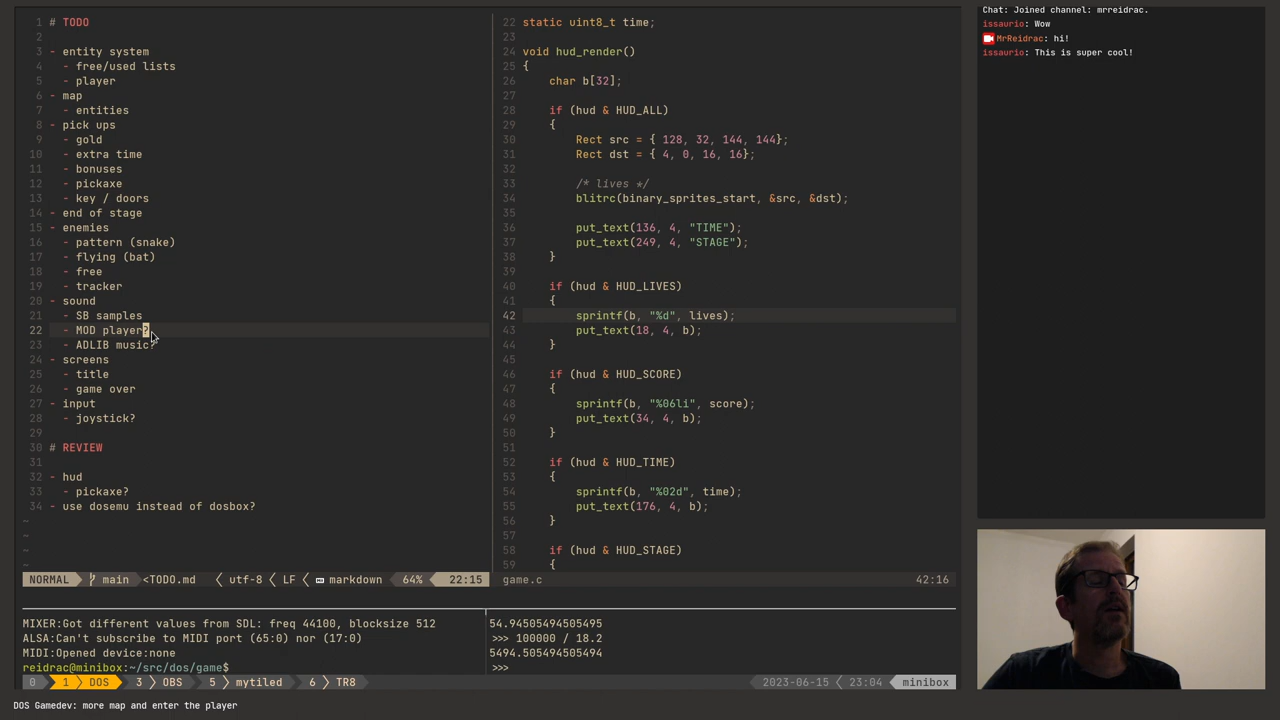 1 # TODO
2
3 - entity system
4 - free/used lists
5 - player
6 - map
7 - entities
8 - pick ups
9 - gold
10 - extra time
11 - bonuses
12 - pickaxe
13 - key / doors
14 - end of stage
15 - enemies
16 - pattern (snake)
17 - flying (bat)
18 - free
19 - tracker
20 - sound
21 - SB samples
22 - MOD player?
23 - ADLIB music?
24 - screens
25 - title
26 - game over
27 - input
28 - joystick?
29
30 # REVIEW
31
32 - hud
33 - pickaxe?
34 - use dosemu instead of dosbox?
~
~
~
~
NORMAL main <TODO.md utf-8 LF markdown 64% 22:15
22 static uint8_t time;
23
24 void hud_render()
25 {
26 char b[32];
27
28 if (hud & HUD_ALL)
29 {
30 Rect src = { 128, 32, 144, 144};
31 Rect dst = { 4, 0, 16, 16};
32
33 /* lives */
34 blitrc(binary_sprites_start, &src, &dst);
35
36 put_text(136, 4, "TIME");
37 put_text(249, 4, "STAGE");
38 }
39
40 if (hud & HUD_LIVES)
41 {
42 sprintf(b, "%d", lives);
43 put_text(18, 4, b);
44 }
45
46 if (hud & HUD_SCORE)
47 {
48 sprintf(b, "%06li", score);
49 put_text(34, 4, b);
50 }
51
52 if (hud & HUD_TIME)
53 {
54 sprintf(b, "%02d", time);
55 put_text(176, 4, b);
56 }
57
58 if (hud & HUD_STAGE)
59 {
game.c 42:16
MIXER:Got different values from SDL: freq 44100, blocksize 512
ALSA:Can't subscribe to MIDI port (65:0) nor (17:0)
MIDI:Opened device:none
reidrac@minibox:~/src/dos/game$
54.94505494505495
>>> 100000 / 18.2
5494.505494505494
>>>
0 1 DOS 3 OBS 5 mytiled 6 TR8 2023-06-15 23:04 minibox
DOS Gamedev: more map and enter the player
Chat: Joined channel: mrreidrac.
issaurio: Wow
MrReidrac: hi!
issaurio: This is super cool!